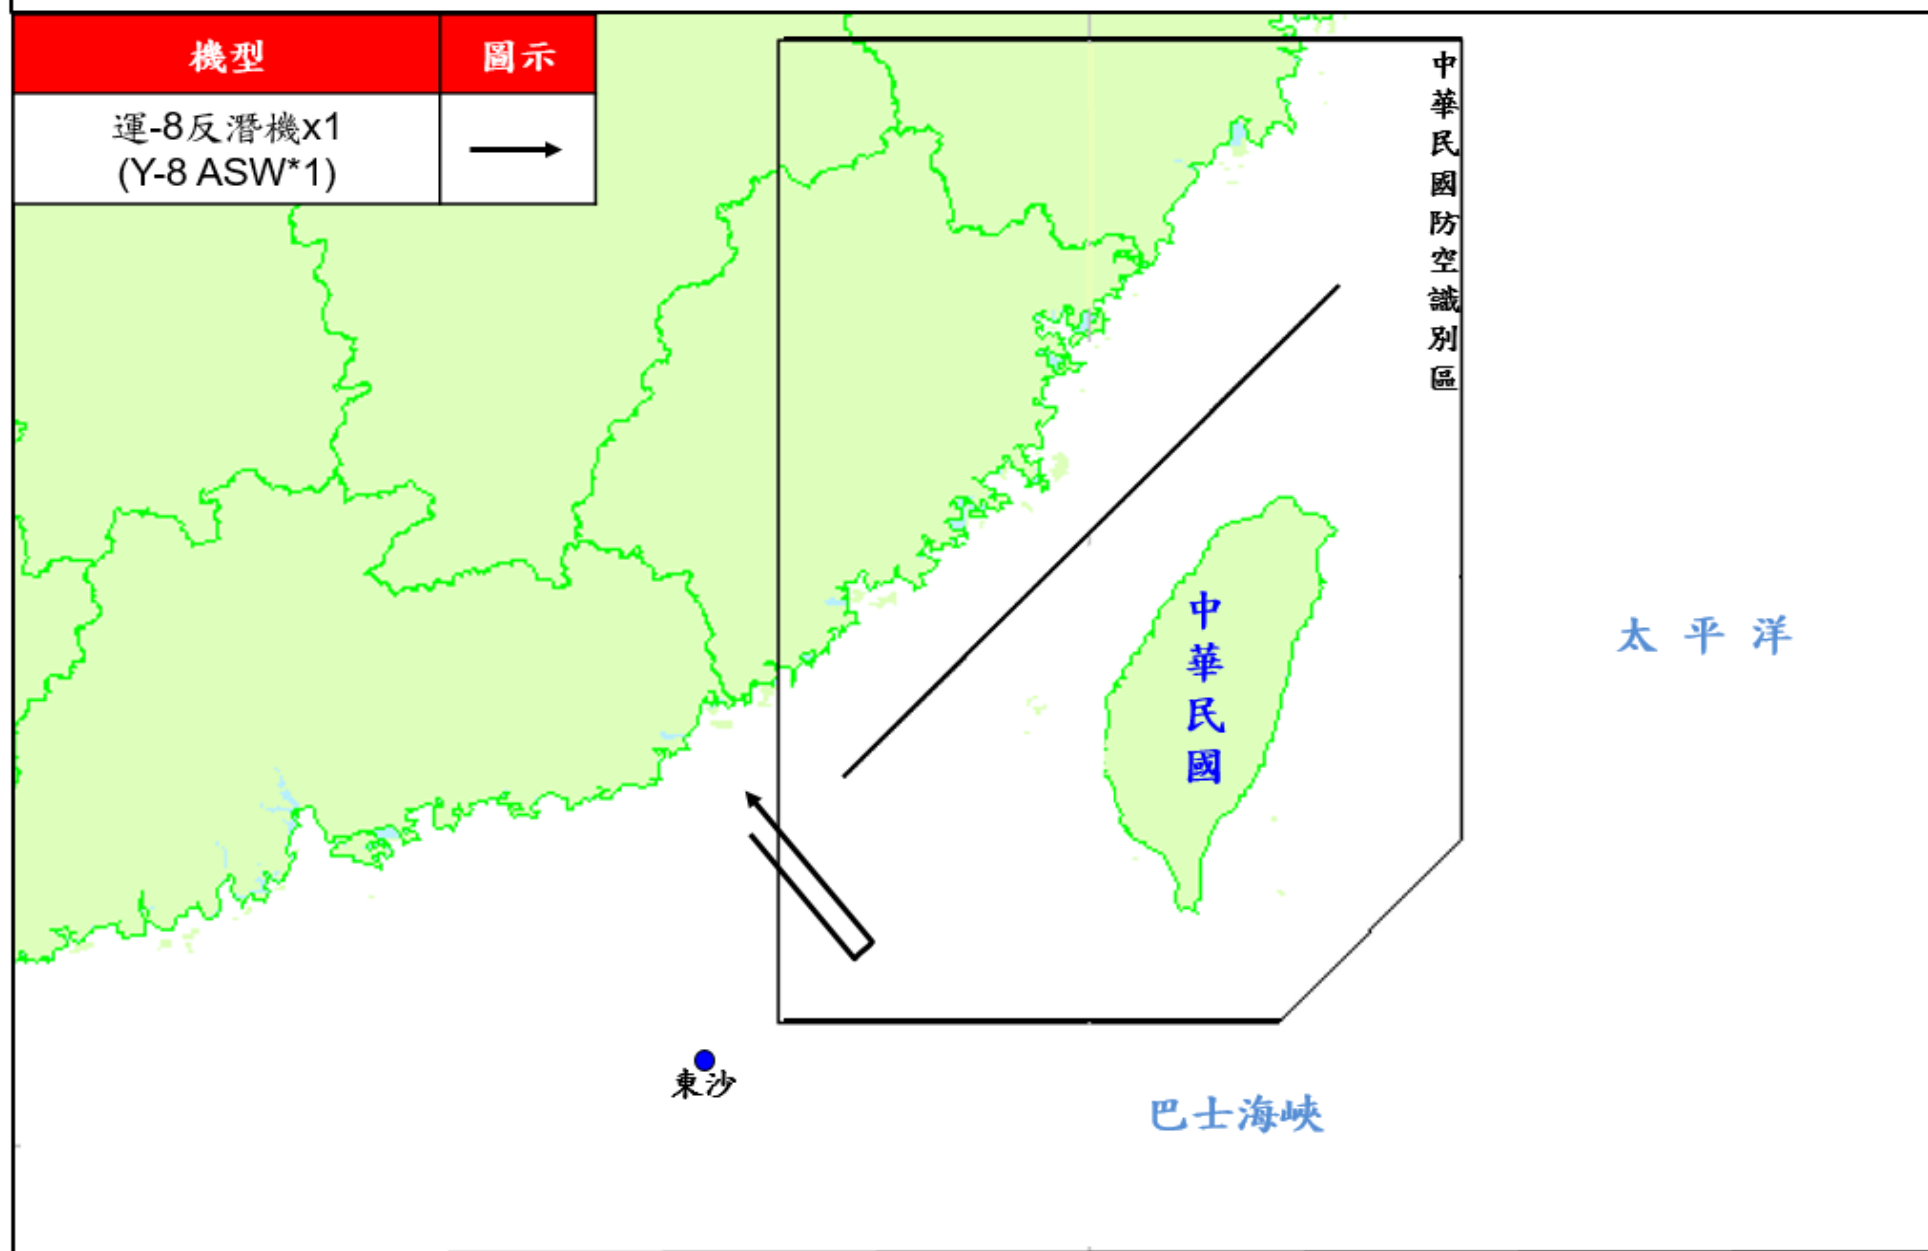 機型
圖示
運-8反潛機x1
(Y-8 ASW*1)
中華民國防空識別區
中華民國
太平洋
東沙
巴士海峽